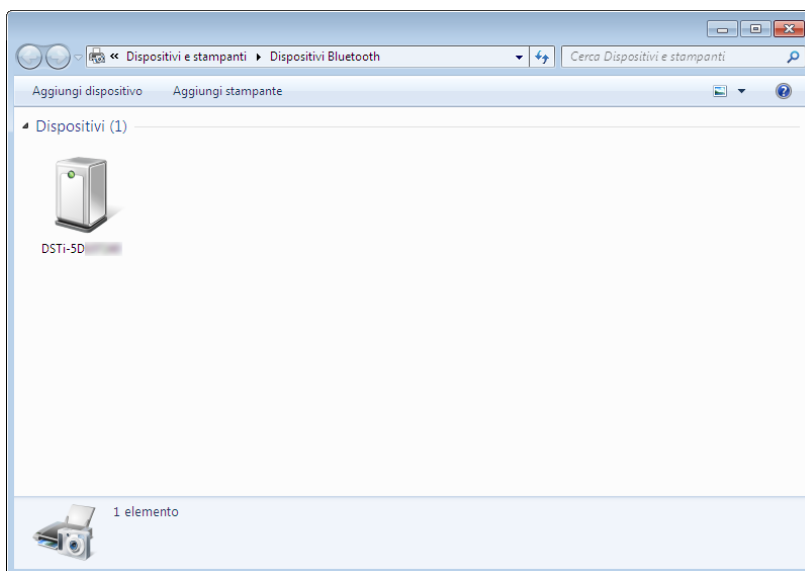 « Dispositivi e stampanti ▸ Dispositivi Bluetooth
Cerca Dispositivi e stampanti
Aggiungi dispositivo Aggiungi stampante
Dispositivi (1)
DSTi-5D
1 elemento